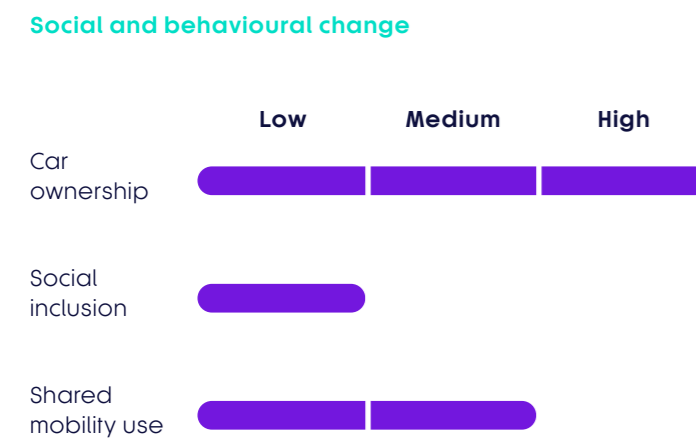 Social and behavioural change
Low Medium High
Car
ownership
Social
inclusion
Shared
mobility use